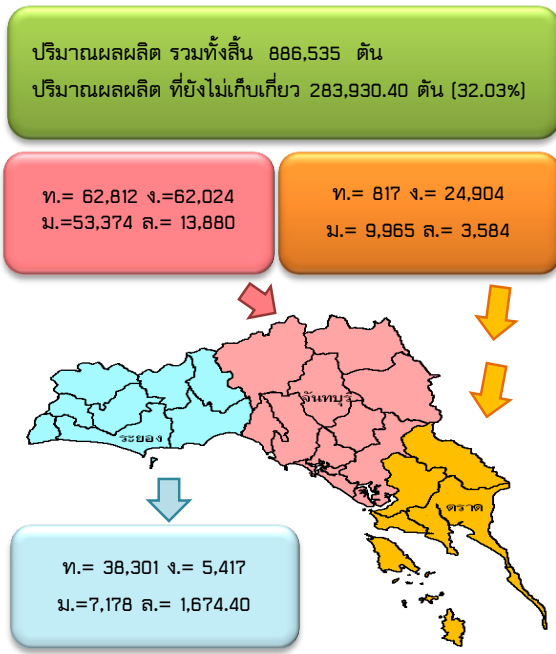 ปริมาณผลผลิต รวมทั้งสิ้น 886,535 ตัน
ปริมาณผลผลิต ที่ยังไม่เก็บเกี่ยว 283,930.40 ตัน (32.03%)
ท.= 62,812 ง.=62,024
ม.=53,374 ล.= 13,880
ท.= 817 ง.= 24,904
ม.= 9,965 ล.= 3,584
จันทบุรี
ระยอง
ตราด
ท.= 38,301 ง.= 5,417
ม.=7,178 ล.= 1,674.40